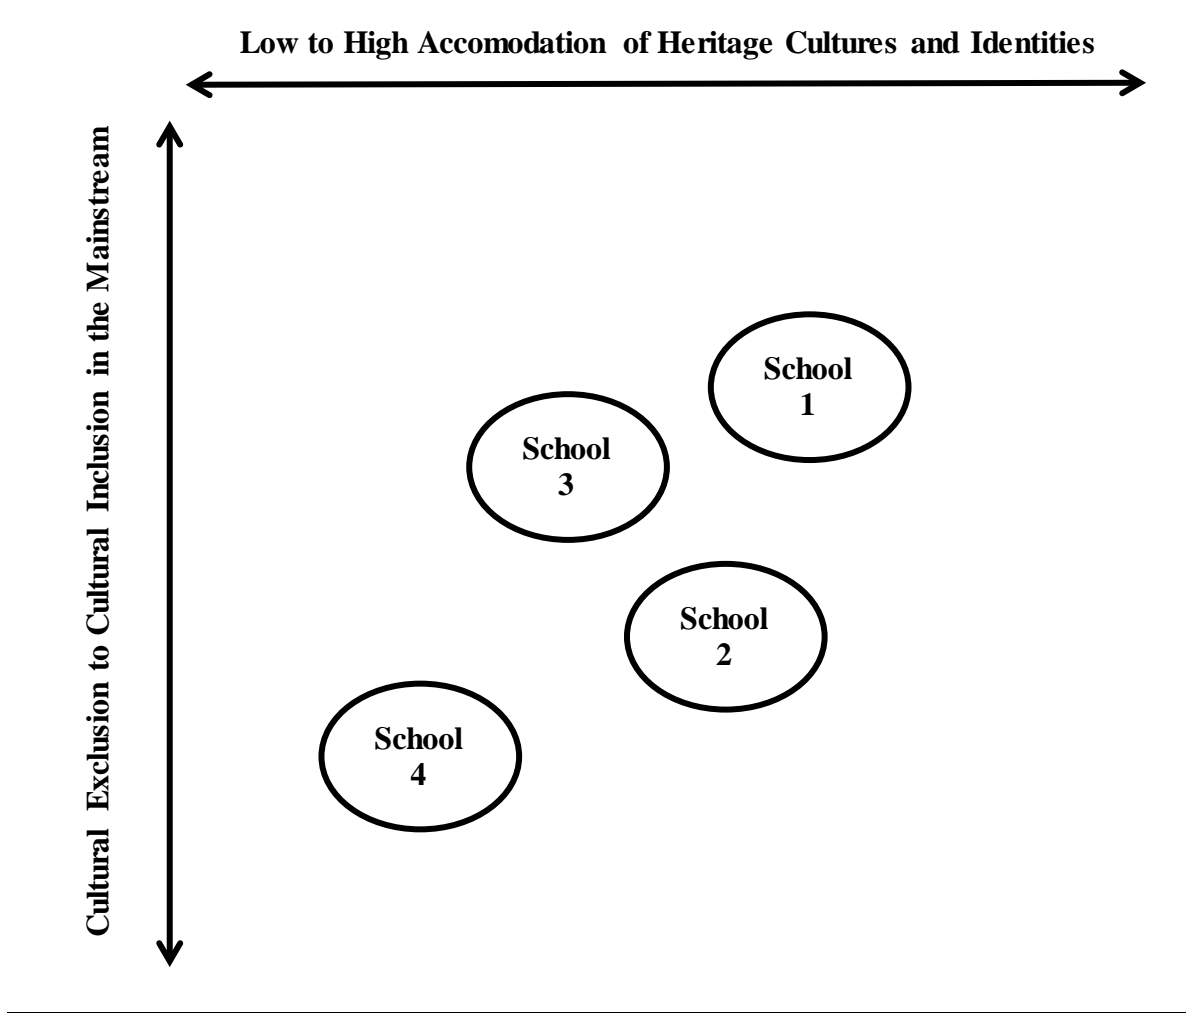 Low to High Accomodation of Heritage Cultures and Identities
Cultural Exclusion to Cultural Inclusion in the Mainstream
School
1
School
3
School
2
School
4